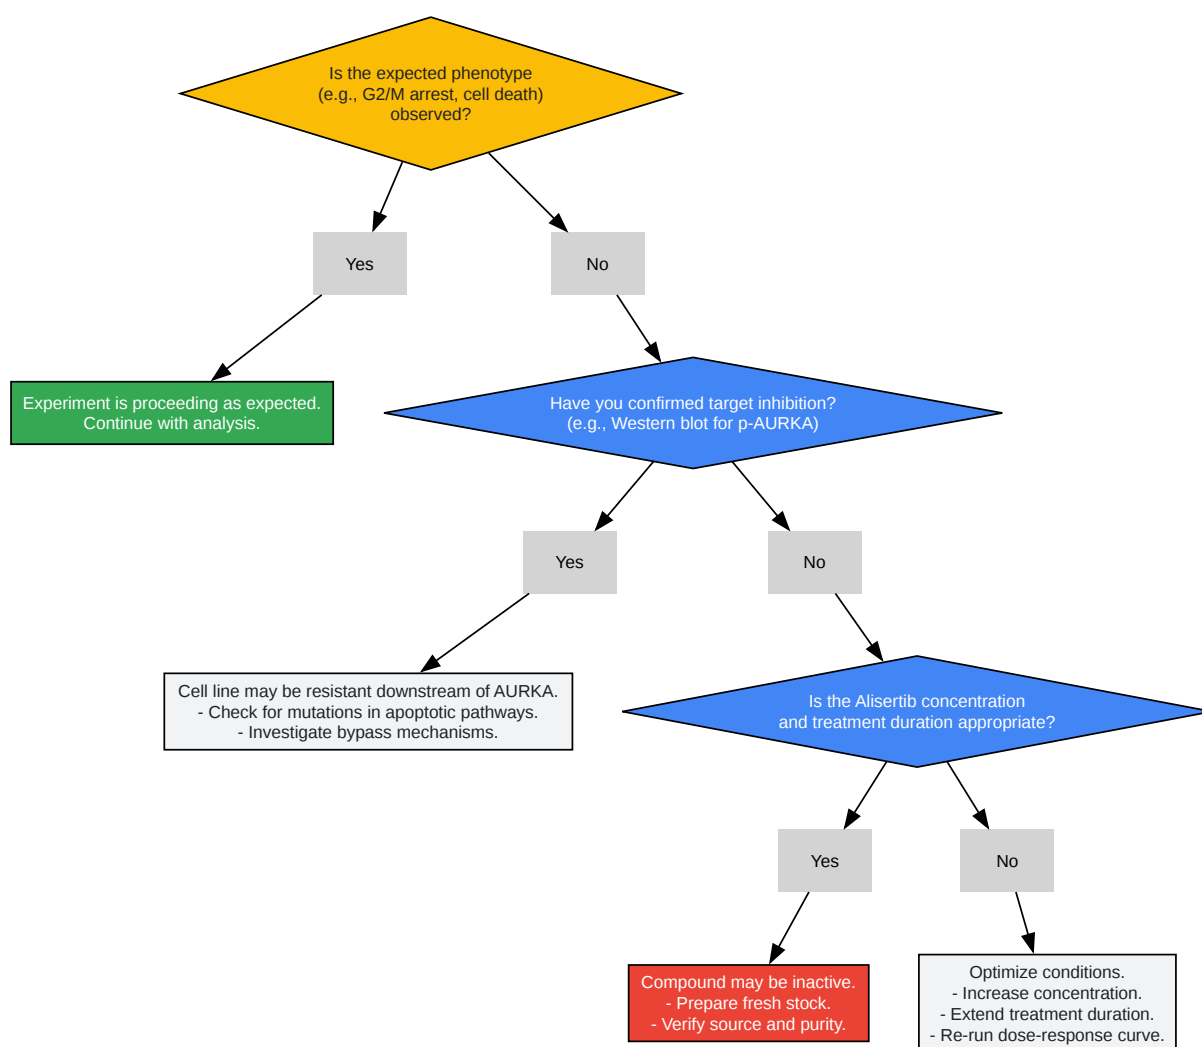 Is the expected phenotype
(e.g., G2/M arrest, cell death)
observed?
Yes
No
Experiment is proceeding as expected.
Continue with analysis.
Have you confirmed target inhibition?
(e.g., Western blot for p-AURKA)
Yes
No
Cell line may be resistant downstream of AURKA.
- Check for mutations in apoptotic pathways.
- Investigate bypass mechanisms.
Is the Alisertib concentration
and treatment duration appropriate?
Yes
No
Compound may be inactive.
- Prepare fresh stock.
- Verify source and purity.
Optimize conditions.
- Increase concentration.
- Extend treatment duration.
- Re-run dose-response curve.